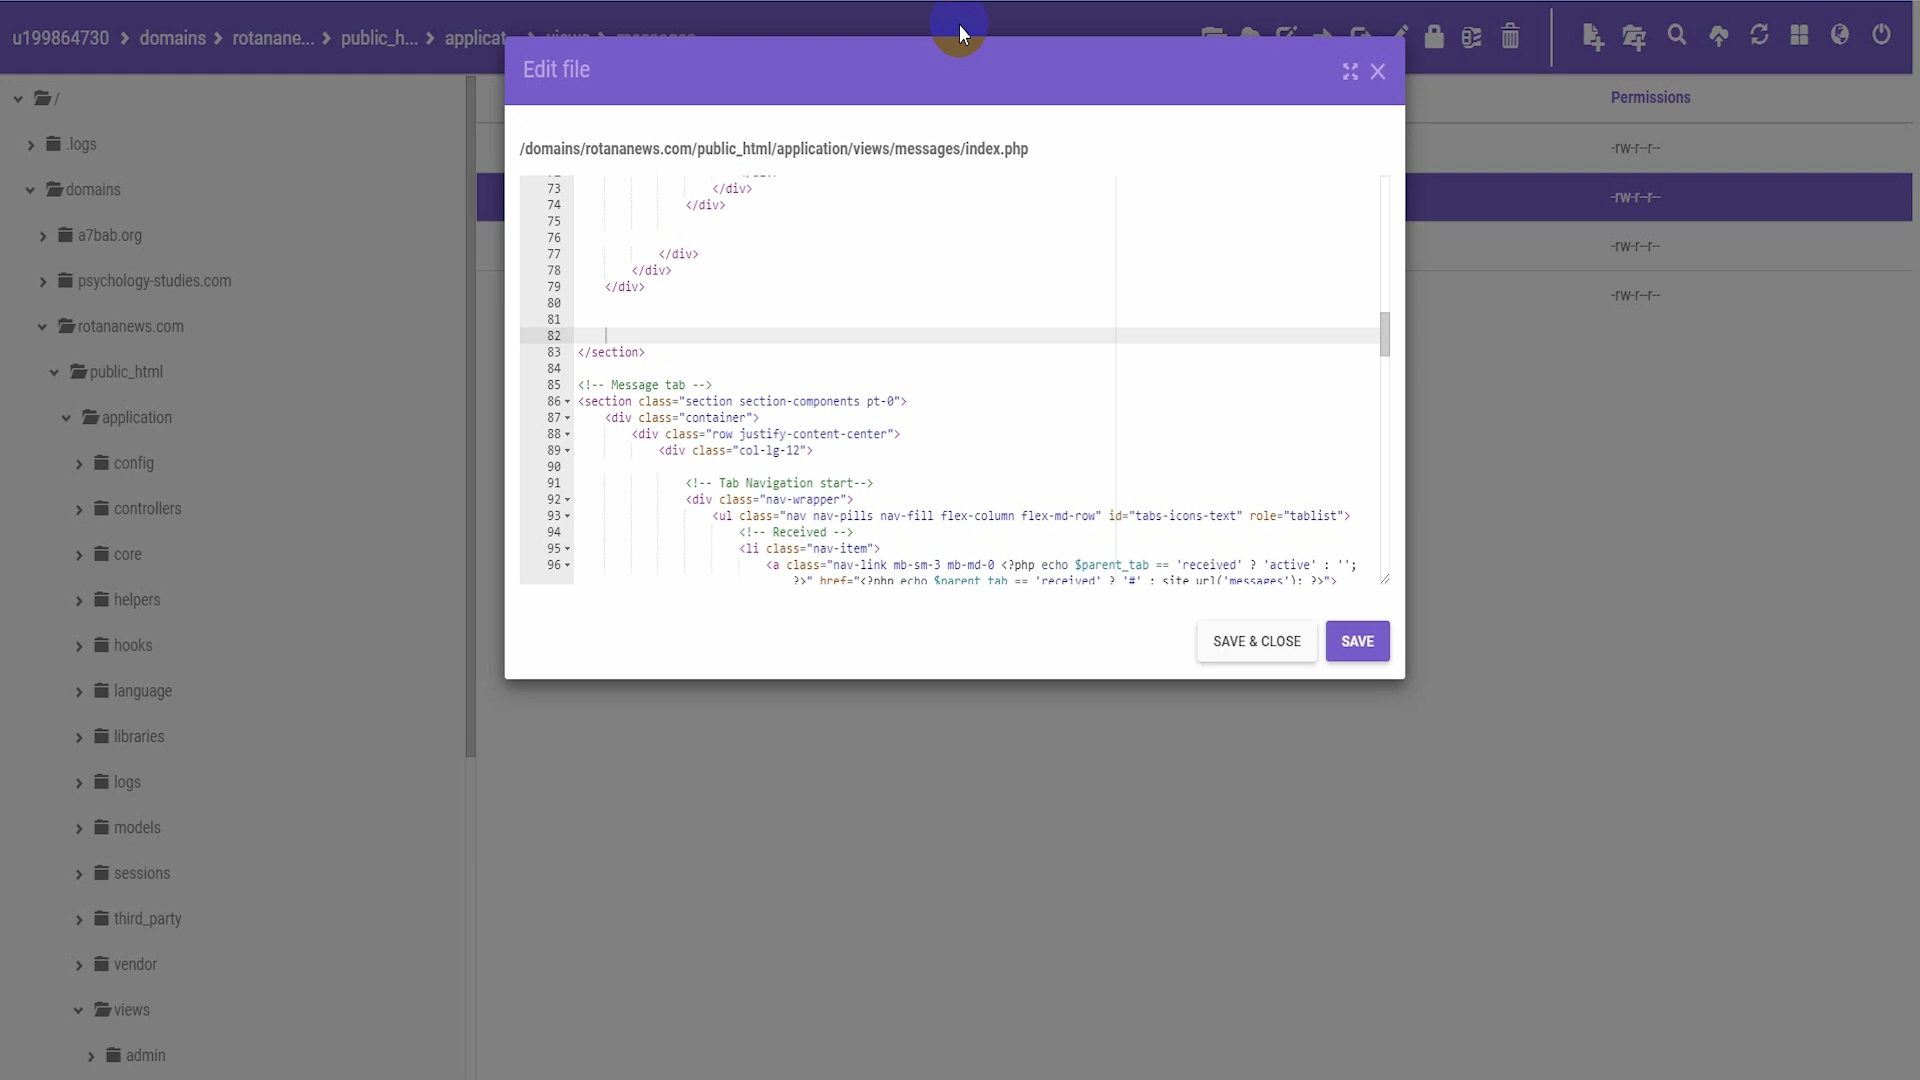 u199864730 > domains > rotanane... > public_h... > applicat
Edit file
/
.logs
domains
a7bab.org
psychology-studies.com
rotananews.com
public_html
application
config
controllers
core
helpers
hooks
language
libraries
logs
models
sessions
third_party
vendor
views
admin
Permissions
-rw-r--r--
-rw-r--r--
-rw-r--r--
-rw-r--r--
/domains/rotananews.com/public_html/application/views/messages/index.php
73 </div>
74 </div>
75
76
77 </div>
78 </div>
79 </div>
80
81
82
83 </section>
84
85 <!-- Message tab -->
86 <section class="section section-components pt-0">
87 <div class="container">
88 <div class="row justify-content-center">
89 <div class="col-lg-12">
90
91 <!-- Tab Navigation start-->
92 <div class="nav-wrapper">
93 <ul class="nav nav-pills nav-fill flex-column flex-md-row" id="tabs-icons-text" role="tablist">
94 <!-- Received -->
95 <li class="nav-item">
96 <a class="nav-link mb-sm-3 mb-md-0 <?php echo $parent_tab == 'received' ? 'active' : '';
?>" href="<?php echo $parent_tab == 'received' ? '#' : site_url('messages'); ?>">
SAVE & CLOSE
SAVE